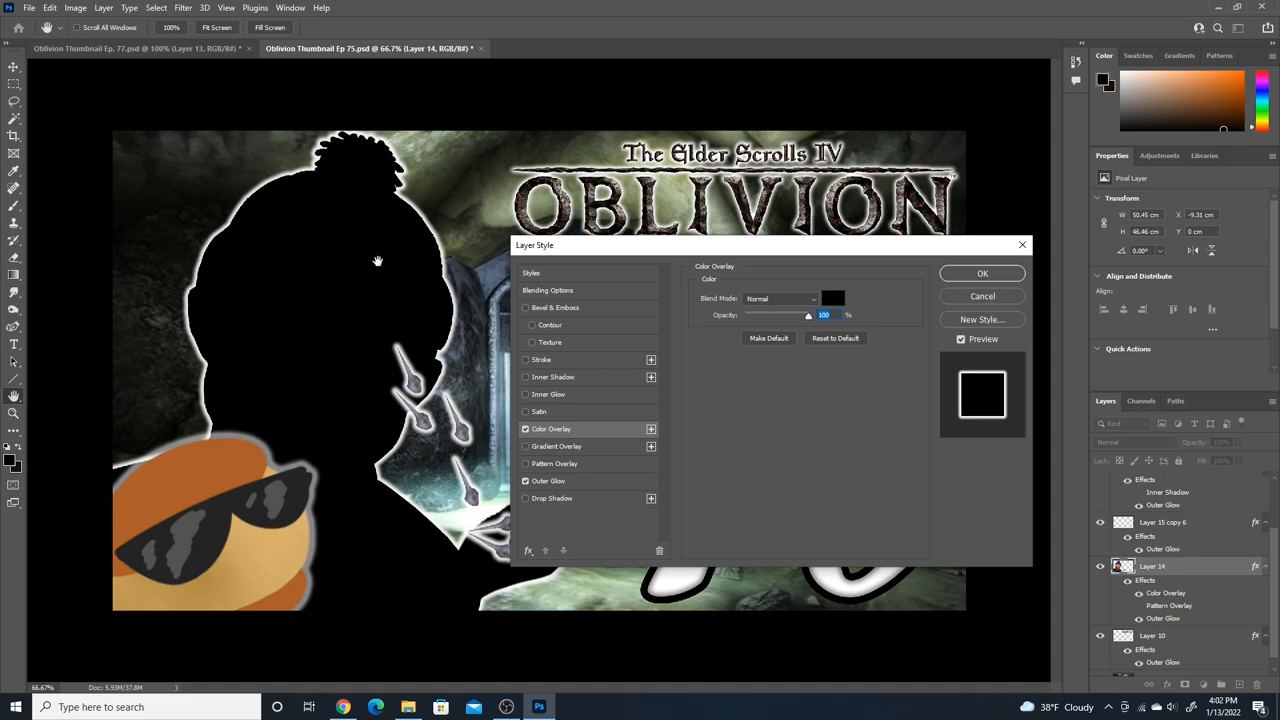 Ps File Edit Image Layer Type Select Filter 3D View Plugins Window Help
Scroll All Windows 100% Fit Screen Fill Screen
Oblivion Thumbnail Ep. 77.psd @ 100% (Layer 13, RGB/8#) * × Oblivion Thumbnail Ep 75.psd @ 66.7% (Layer 14, RGB/8#) * ×
Color Swatches Gradients Patterns
The Elder Scrolls IV
OBLIVION
Properties Adjustments Libraries
Pixel Layer
Transform
W 50.45 cm X -9.31 cm
H 46.46 cm Y 0 cm
0.00°
Align and Distribute
Align:
Quick Actions
Layer Style
Styles
Blending Options
Bevel & Emboss
Contour
Texture
Stroke
Inner Shadow
Inner Glow
Satin
Color Overlay
Gradient Overlay
Pattern Overlay
Outer Glow
Drop Shadow
fx
Color Overlay
Color
Blend Mode: Normal
Opacity: 100 %
Make Default Reset to Default
OK
Cancel
New Style...
Preview
Layers Channels Paths
Kind
Normal Opacity: 100%
Lock: Fill: 100%
Effects
Inner Shadow
Outer Glow
Layer 15 copy 6 fx
Effects
Outer Glow
Layer 14 fx
Effects
Color Overlay
Pattern Overlay
Outer Glow
Layer 10 fx
Effects
Outer Glow
66.67% Doc: 5.93M/37.8M
Type here to search
Ps
38°F Cloudy
4:02 PM
1/13/2022